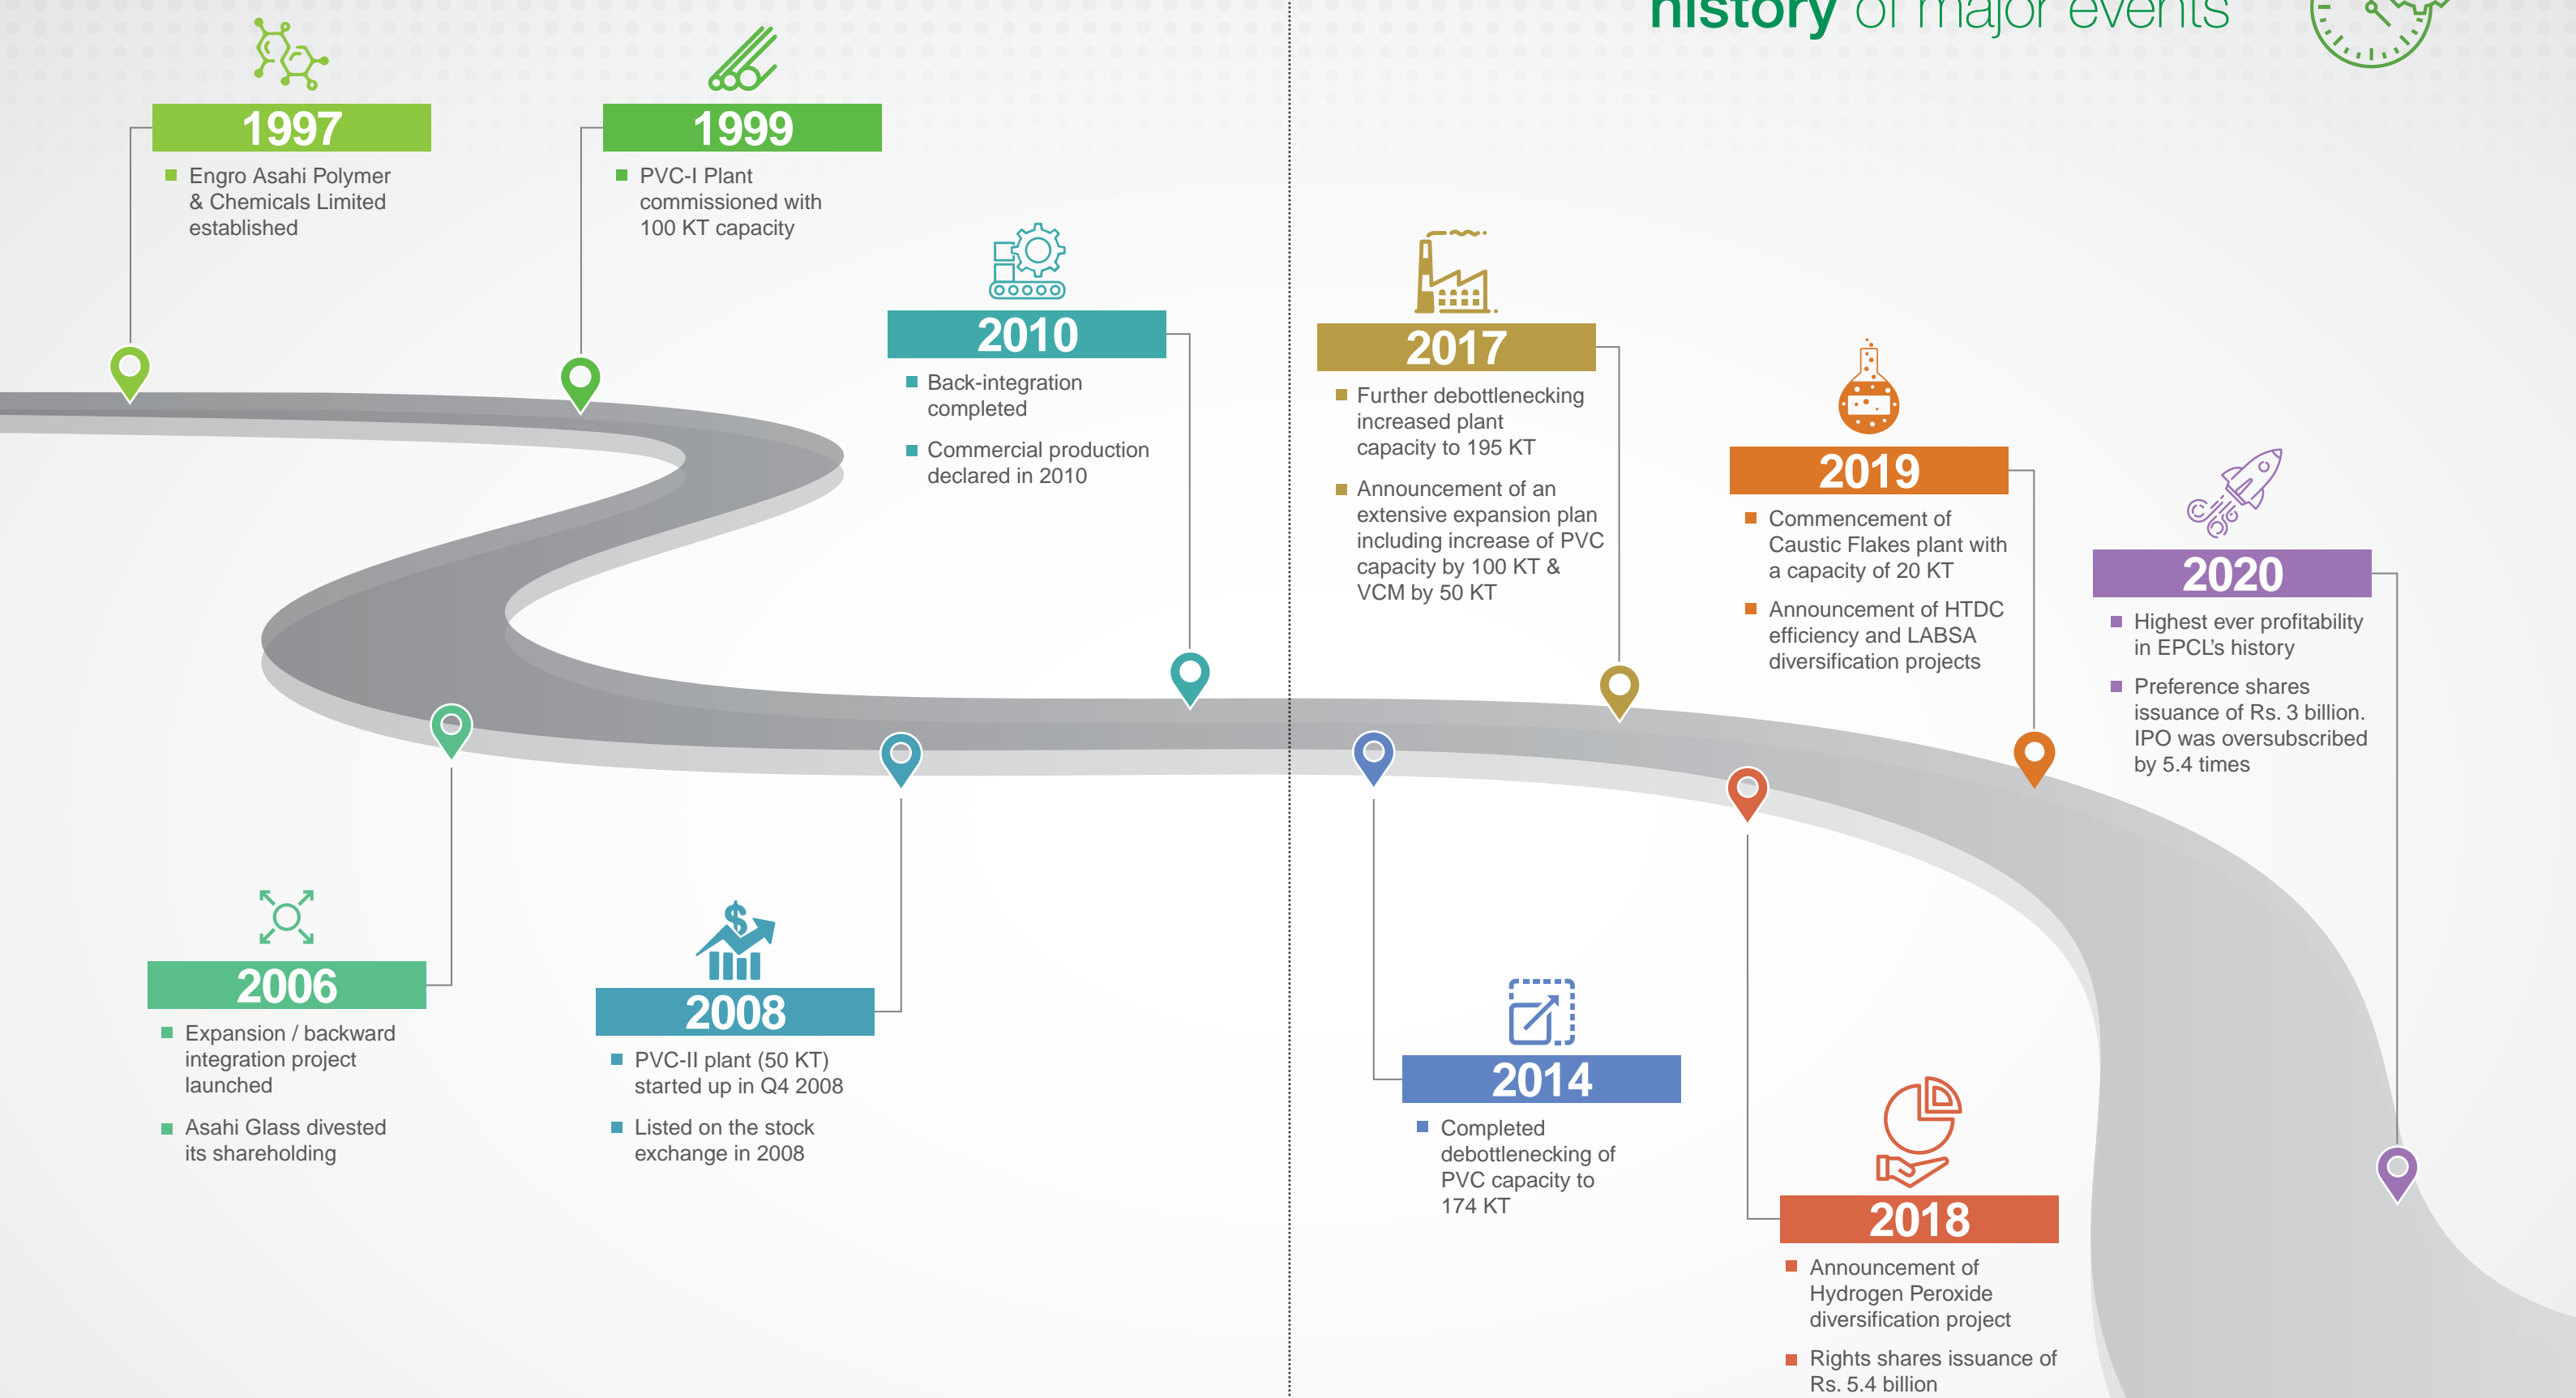 history of major events
1997
Engro Asahi Polymer
& Chemicals Limited
established
1999
PVC-I Plant
commissioned with
100 KT capacity
2010
Back-integration
completed
Commercial production
declared in 2010
2017
Further debottlenecking
increased plant
capacity to 195 KT
Announcement of an
extensive expansion plan
including increase of PVC
capacity by 100 KT &
VCM by 50 KT
2019
Commencement of
Caustic Flakes plant with
a capacity of 20 KT
Announcement of HTDC
efficiency and LABSA
diversification projects
2020
Highest ever profitability
in EPCL's history
Preference shares
issuance of Rs. 3 billion.
IPO was oversubscribed
by 5.4 times
2006
Expansion / backward
integration project
launched
Asahi Glass divested
its shareholding
$
2008
PVC-II plant (50 KT)
started up in Q4 2008
Listed on the stock
exchange in 2008
2014
Completed
debottlenecking of
PVC capacity to
174 KT
2018
Announcement of
Hydrogen Peroxide
diversification project
Rights shares issuance of
Rs. 5.4 billion